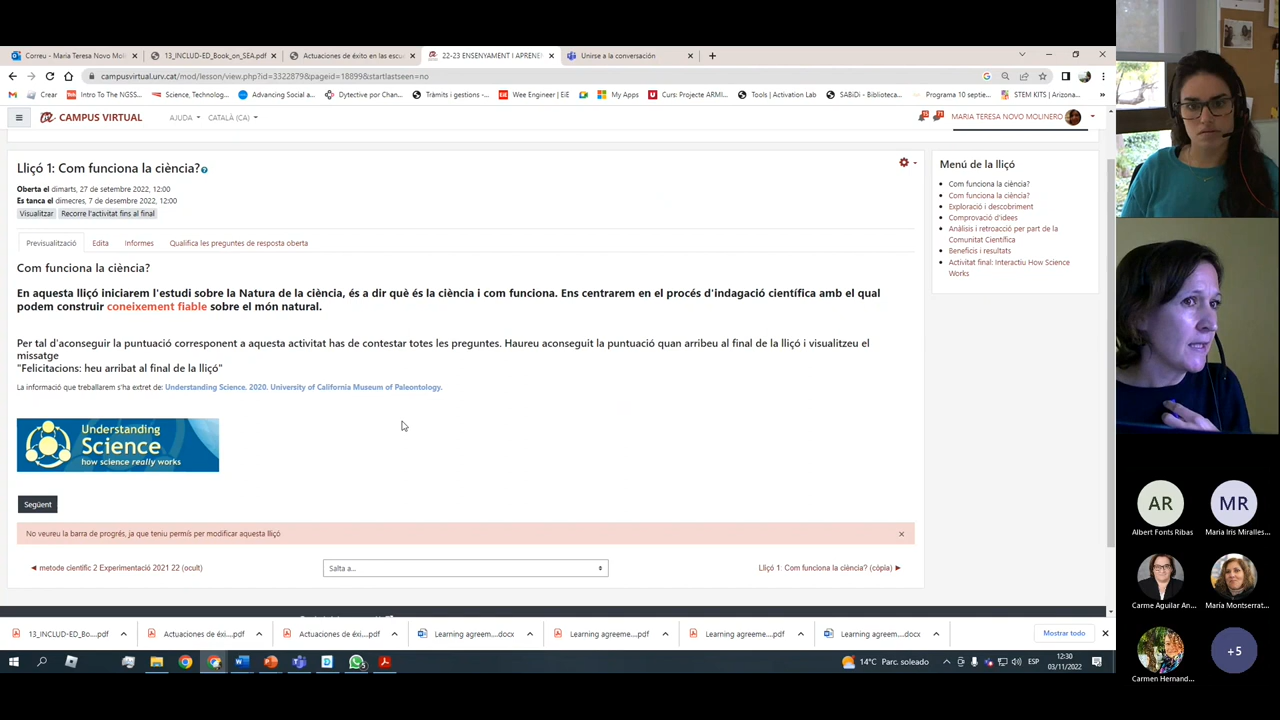 Correu - Maria Teresa Novo Moli
13_INCLUD-ED_Book_on_SEA.pdf
Actuaciones de éxito en las escu
22-23 ENSENYAMENT I APRENE
Unirse a la conversación
campusvirtual.urv.cat/mod/lesson/view.php?id=3322879&pageid=18899&startlastseen=no
Crear
Intro To The NGSS...
Science, Technolog...
Advancing Social a...
Dytective por Chan...
Tràmits i gestions -...
Wee Engineer | EiE
My Apps
Curs: Projecte ARMI...
Tools | Activation Lab
SABiDi - Biblioteca...
Programa 10 septie...
STEM KITS | Arizona...
CAMPUS VIRTUAL
AJUDA
CATALÀ (CA)
MARIA TERESA NOVO MOLINERO
Lliçó 1: Com funciona la ciència?
Oberta el dimarts, 27 de setembre 2022, 12:00
Es tanca el dimecres, 7 de desembre 2022, 12:00
Visualitzar
Recorre l'activitat fins al final
Previsualització
Edita
Informes
Qualifica les preguntes de resposta oberta
Com funciona la ciència?
En aquesta lliçó iniciarem l'estudi sobre la Natura de la ciència, és a dir què és la ciència i com funciona. Ens centrarem en el procés d'indagació científica amb el qual
podem construir coneixement fiable sobre el món natural.
Per tal d'aconseguir la puntuació corresponent a aquesta activitat has de contestar totes les preguntes. Haureu aconseguit la puntuació quan arribeu al final de la lliçó i visualitzeu el
missatge
"Felicitacions: heu arribat al final de la lliçó"
La informació que treballarem s'ha extret de: Understanding Science. 2020. University of California Museum of Paleontology.
Understanding
Science
how science really works
Següent
No veureu la barra de progrés, ja que teniu permís per modificar aquesta lliçó
◄ metode cientific 2 Experimentació 2021 22 (ocult)
Salta a...
Lliçó 1: Com funciona la ciència? (còpia) ►
Menú de la lliçó
Com funciona la ciència?
Com funciona la ciència?
Exploració i descobriment
Comprovació d'idees
Anàlisis i retroacció per part de la
Comunitat Científica
Beneficis i resultats
Activitat final: Interactiu How Science
Works
13_INCLUD-ED_Bo....pdf
Actuaciones de éxi....pdf
Actuaciones de éxi....pdf
Learning agreem....docx
Learning agreeme....pdf
Learning agreeme....pdf
Learning agreem....docx
Mostrar todo
14°C Parc. soleado
ESP
12:30
03/11/2022
AR
Albert Fonts Ribas
MR
Maria Iris Miralles...
Carme Aguilar An...
María Montserrat...
Carmen Hernand...
+5